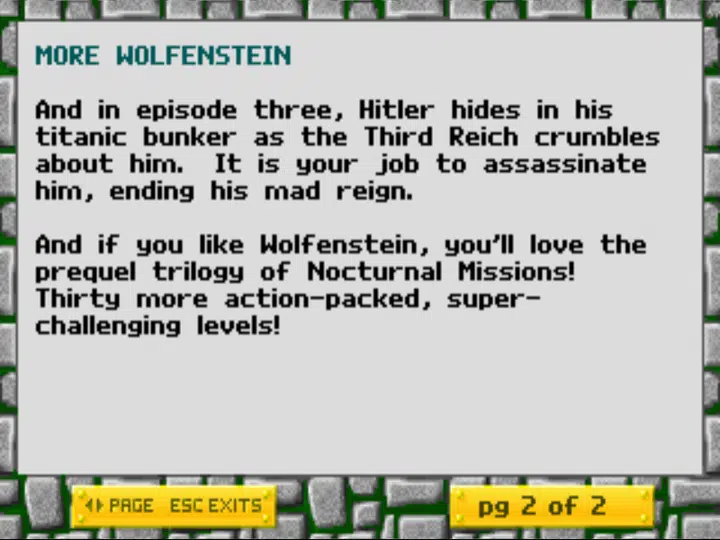 MORE WOLFENSTEIN
And in episode three, Hitler hides in his
titanic bunker as the Third Reich crumbles
about him. It is your job to assassinate
him, ending his mad reign.
And if you like Wolfenstein, you'll love the
prequel trilogy of Nocturnal Missions!
Thirty more action-packed, super-
challenging levels!
PAGE ESC EXITS
pg 2 of 2